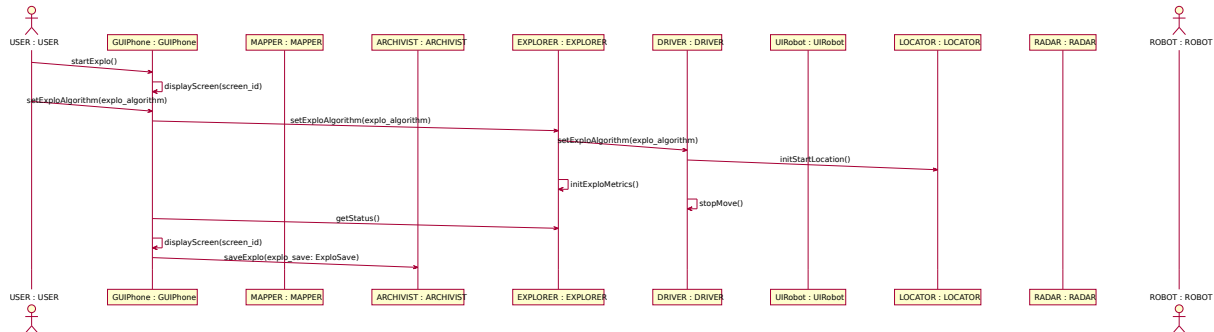 USER : USER
GUIPhone : GUIPhone
MAPPER : MAPPER
ARCHIVIST : ARCHIVIST
EXPLORER : EXPLORER
DRIVER : DRIVER
UIRobot : UIRobot
LOCATOR : LOCATOR
RADAR : RADAR
ROBOT : ROBOT
startExplo()
displayScreen(screen_id)
setExploAlgorithm(explo_algorithm)
setExploAlgorithm(explo_algorithm)
setExploAlgorithm(explo_algorithm)
initStartLocation()
initExploMetrics()
stopMove()
getStatus()
displayScreen(screen_id)
saveExplo(explo_save: ExploSave)
USER : USER
GUIPhone : GUIPhone
MAPPER : MAPPER
ARCHIVIST : ARCHIVIST
EXPLORER : EXPLORER
DRIVER : DRIVER
UIRobot : UIRobot
LOCATOR : LOCATOR
RADAR : RADAR
ROBOT : ROBOT